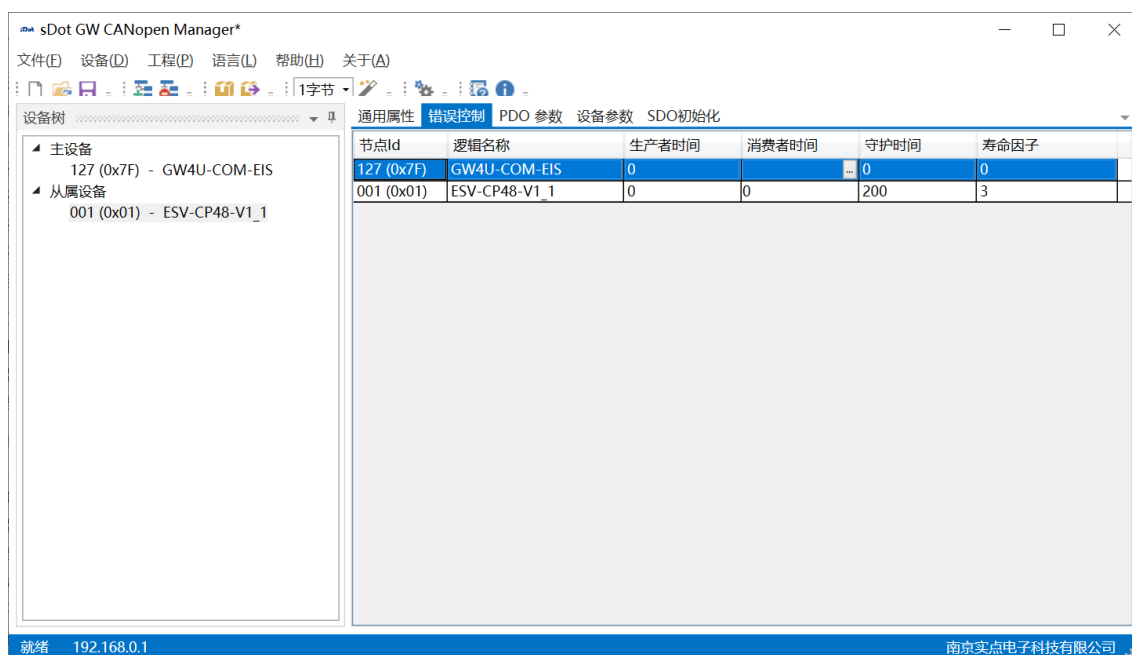 sDot sDot GW CANopen Manager*
文件(F) 设备(D) 工程(P) 语言(L) 帮助(H) 关于(A)
1字节
设备树
通用属性 错误控制 PDO 参数 设备参数 SDO初始化
主设备
127 (0x7F) - GW4U-COM-EIS
从属设备
001 (0x01) - ESV-CP48-V1_1
节点Id 逻辑名称 生产者时间 消费者时间 守护时间 寿命因子
127 (0x7F) GW4U-COM-EIS 0 ... 0 0
001 (0x01) ESV-CP48-V1_1 0 0 200 3
就绪 192.168.0.1 南京实点电子科技有限公司